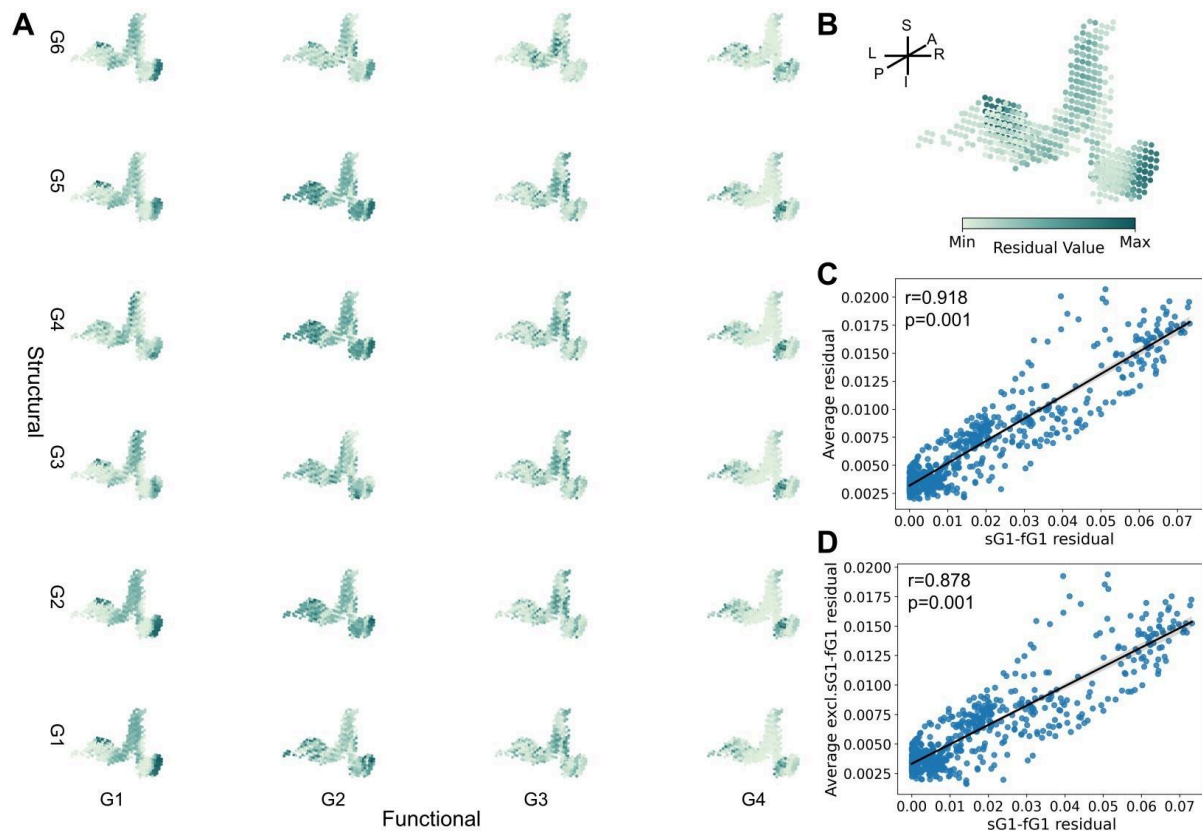 A
G6
G5
G4
G3
G2
G1
Structural
G1
G2
G3
G4
Functional
B
S
A
L
R
P
I
Min
Max
Residual Value
C
r=0.918
p=0.001
0.0200
0.0175
0.0150
0.0125
0.0100
0.0075
0.0050
0.0025
Average residual
0.00 0.01 0.02 0.03 0.04 0.05 0.06 0.07
sG1-fG1 residual
D
r=0.878
p=0.001
0.0200
0.0175
0.0150
0.0125
0.0100
0.0075
0.0050
0.0025
Average excl.sG1-fG1 residual
0.00 0.01 0.02 0.03 0.04 0.05 0.06 0.07
sG1-fG1 residual